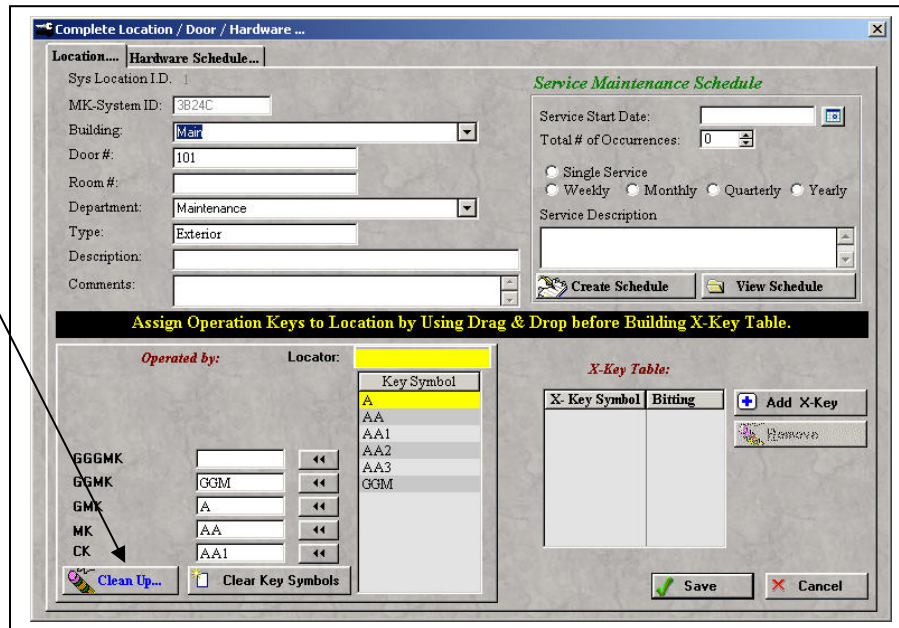 Complete Location / Door / Hardware ...
Location.... Hardware Schedule...
Sys Location I.D. 1
MK-System ID: 3B24C
Building: Main
Door #: 101
Room #:
Department: Maintenance
Type: Exterior
Description:
Comments:
Service Maintenance Schedule
Service Start Date:
Total # of Occurrences: 0
Single Service
Weekly Monthly Quarterly Yearly
Service Description
Create Schedule View Schedule
Assign Operation Keys to Location by Using Drag & Drop before Building X-Key Table.
Operated by: Locator:
Key Symbol
A
AA
AA1
AA2
AA3
GGM
GGGMK
GGMK GGM
GMK A
MK AA
CK AA1
Clean Up... Clear Key Symbols
X-Key Table:
X- Key Symbol Bitting
Add X-Key
Remove
Save Cancel